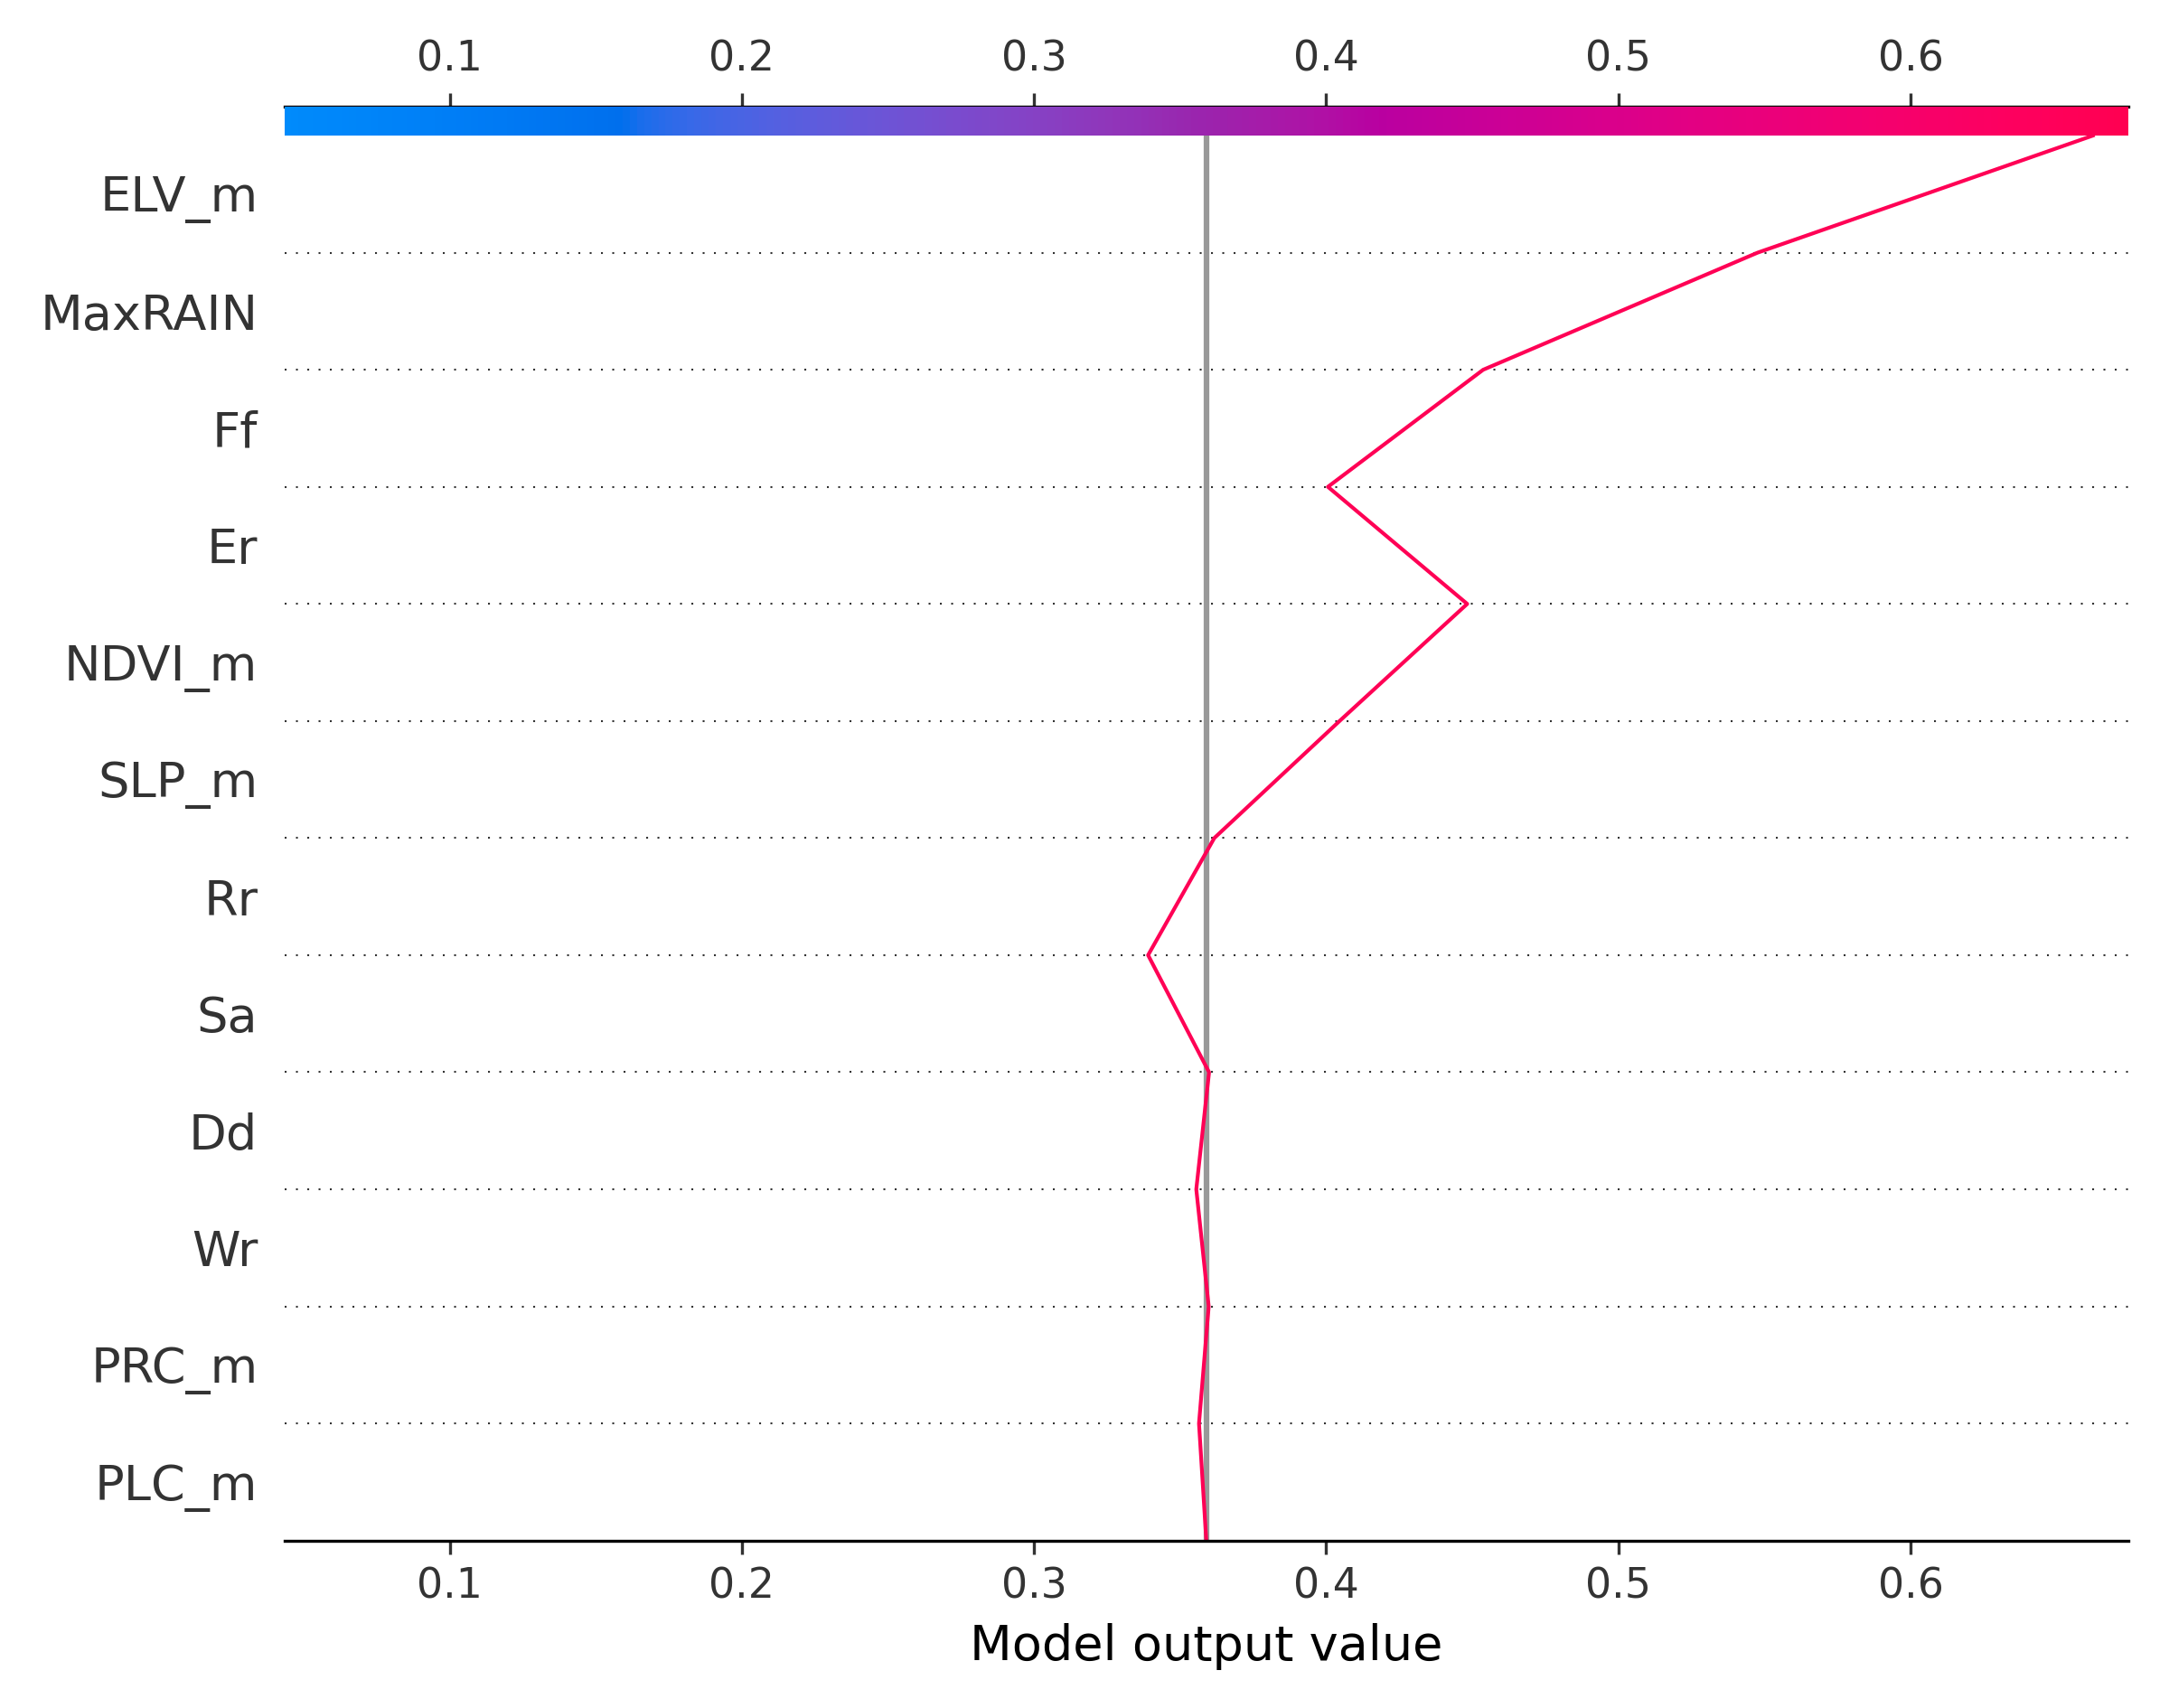 0.1 0.2 0.3 0.4 0.5 0.6
ELV_m
MaxRAIN
Ff
Er
NDVI_m
SLP_m
Rr
Sa
Dd
Wr
PRC_m
PLC_m
0.1 0.2 0.3 0.4 0.5 0.6
Model output value